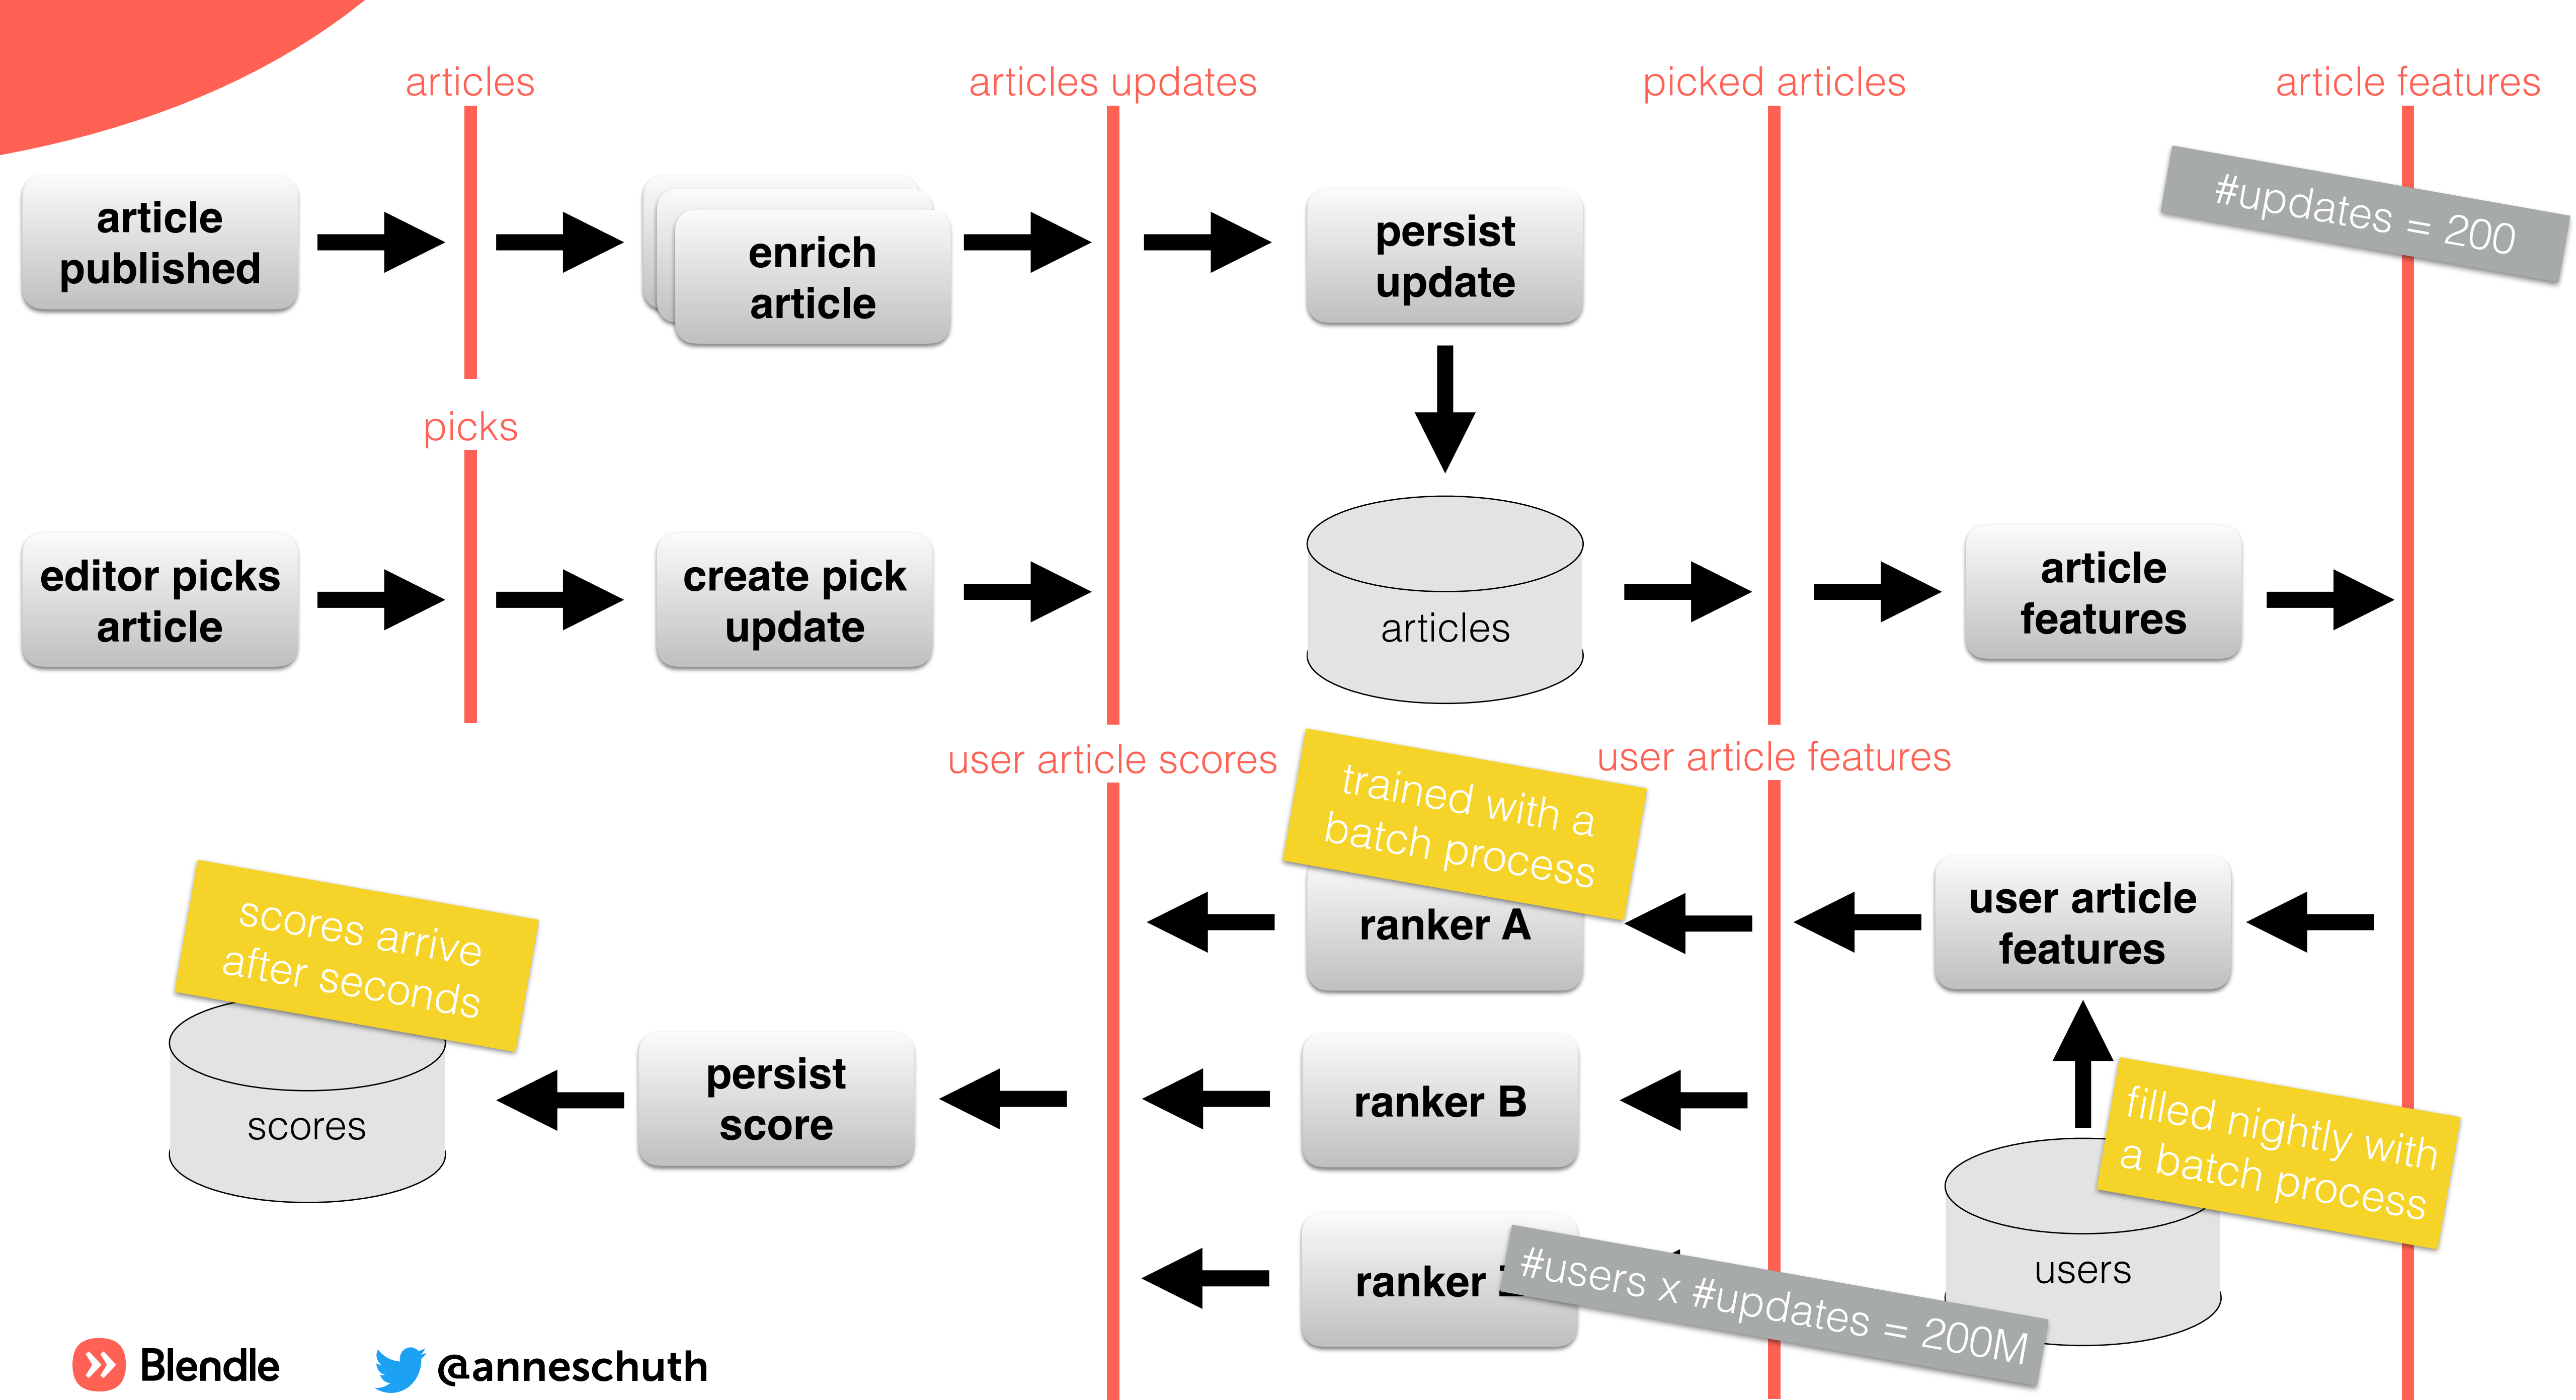 articles
articles updates
picked articles
article features
#updates = 200
article
published
enrich
article
persist
update
picks
editor picks
article
create pick
update
articles
article
features
user article scores
trained with a
batch process
user article features
scores arrive
after seconds
ranker A
user article
features
scores
persist
score
ranker B
filled nightly with
a batch process
users
ranker
#users x #updates = 200M
Blendle
@anneschuth